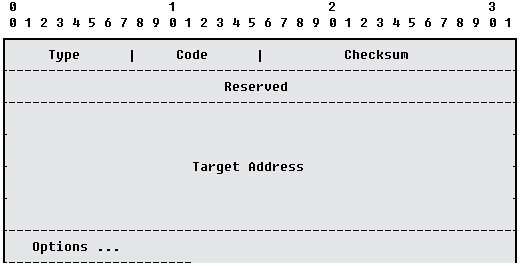 0 1 2 3
0 1 2 3 4 5 6 7 8 9 0 1 2 3 4 5 6 7 8 9 0 1 2 3 4 5 6 7 8 9 0 1
Type | Code | Checksum
Reserved
Target Address
Options ...